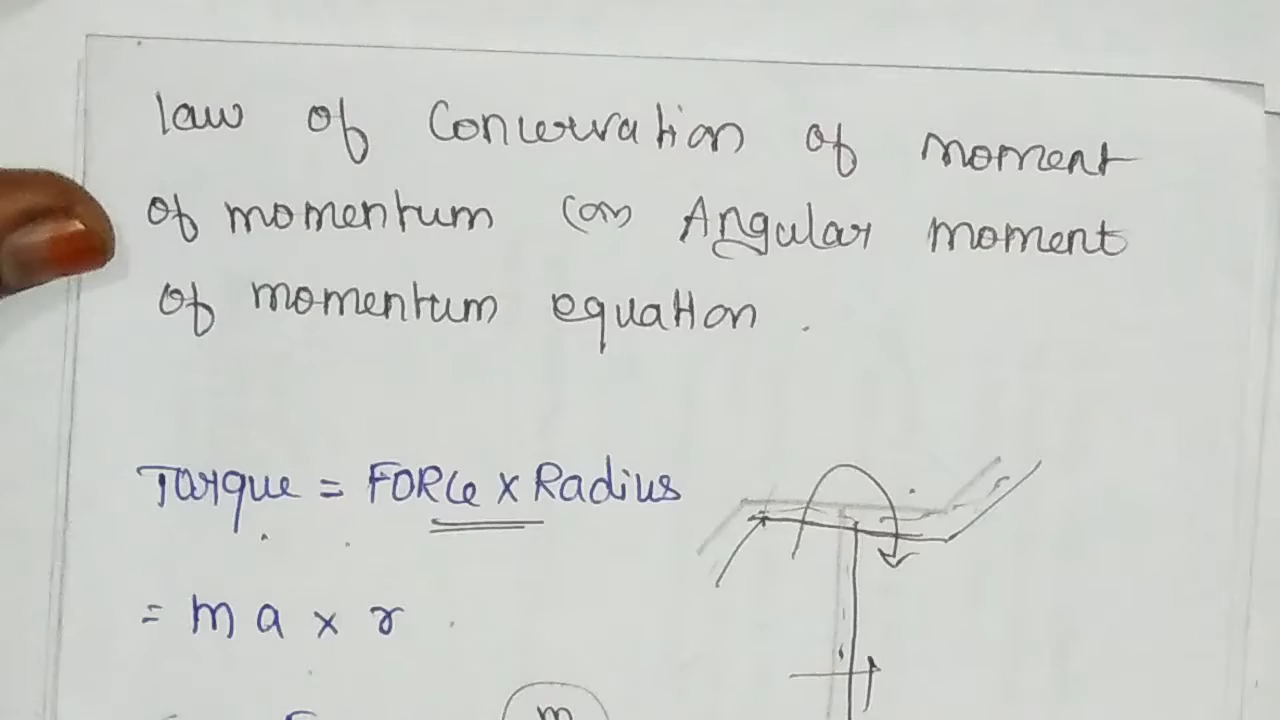 law of Conservation of moment
of momentum (or) Angular moment
of momentum equation.
Torque = FORCe x Radius
= m a x r
m